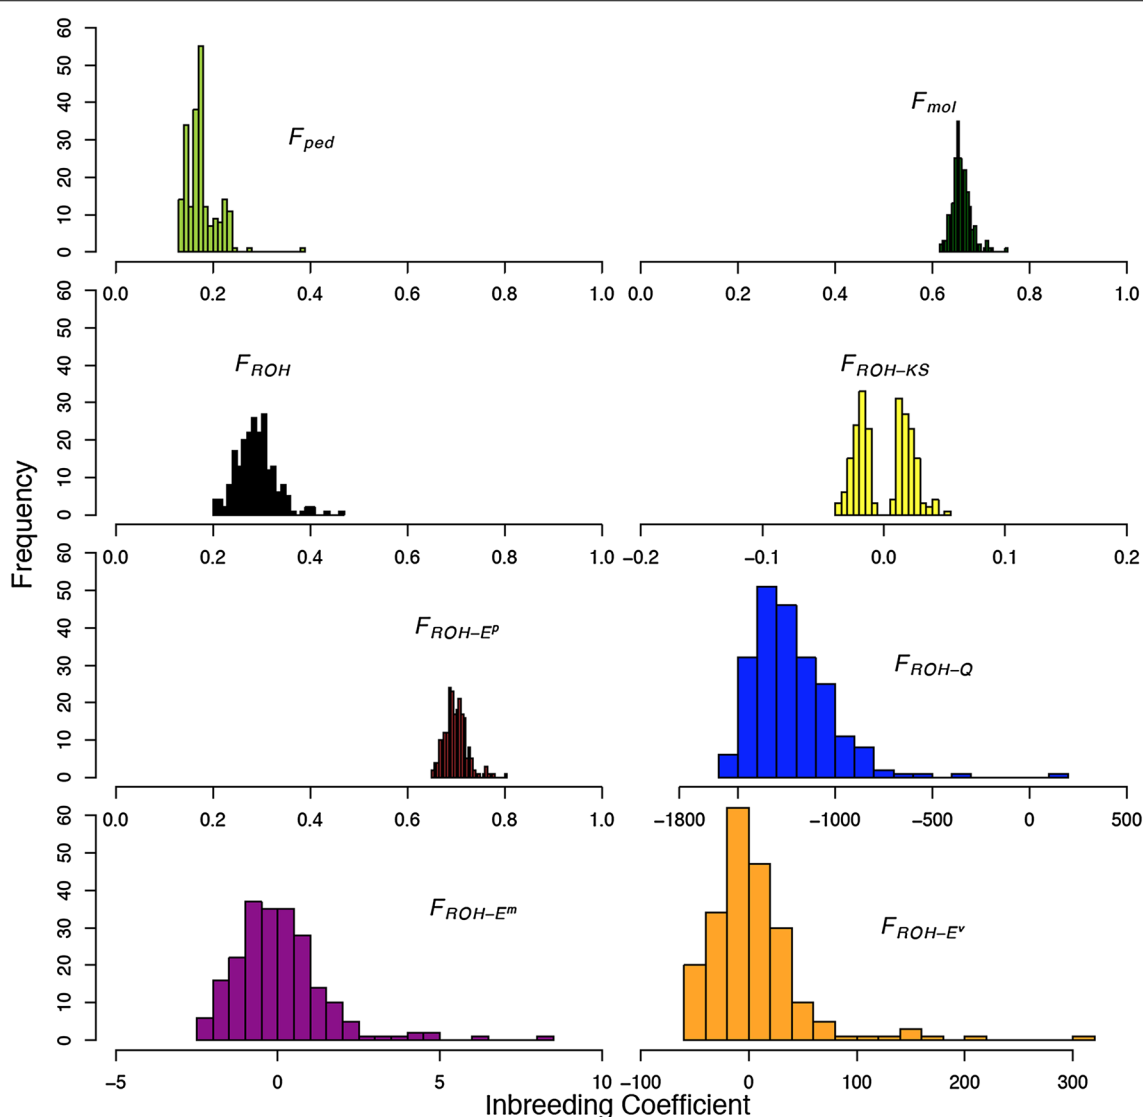 60
50
40
30
20
10
0
F_ped
F_mol
0.0 0.2 0.4 0.6 0.8 1.0
0.0 0.2 0.4 0.6 0.8 1.0
60
50
40
30
20
10
0
F_ROH
F_ROH−KS
0.0 0.2 0.4 0.6 0.8 1.0
−0.2 −0.1 0.0 0.1 0.2
Frequency
60
50
40
30
20
10
0
F_ROH−E^p
F_ROH−Q
0.0 0.2 0.4 0.6 0.8 1.0
−1800 −1000 −500 0 500
60
50
40
30
20
10
0
F_ROH−E^m
F_ROH−E^v
−5 0 5 10
−100 0 100 200 300
Inbreeding Coefficient